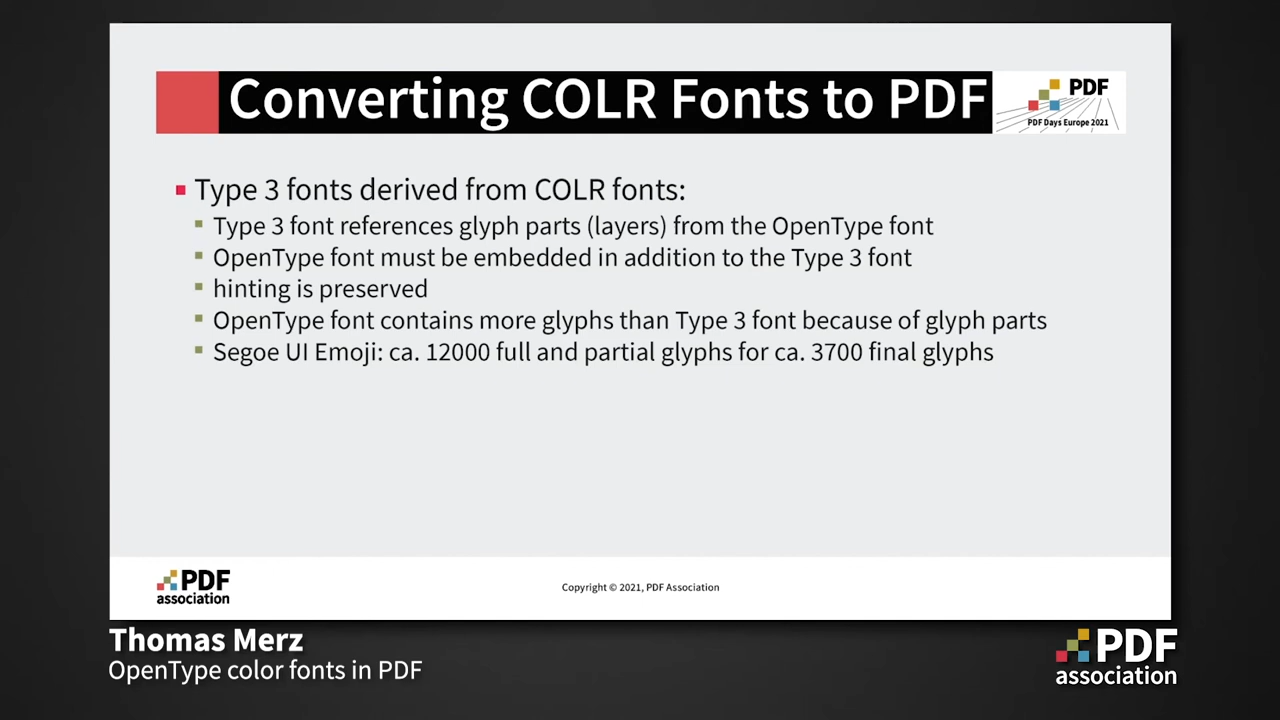 Converting COLR Fonts to PDF
PDF
PDF Days Europe 2021
Type 3 fonts derived from COLR fonts:
Type 3 font references glyph parts (layers) from the OpenType font
OpenType font must be embedded in addition to the Type 3 font
hinting is preserved
OpenType font contains more glyphs than Type 3 font because of glyph parts
Segoe UI Emoji: ca. 12000 full and partial glyphs for ca. 3700 final glyphs
PDF
association
Copyright © 2021, PDF Association
Thomas Merz
OpenType color fonts in PDF
PDF
association